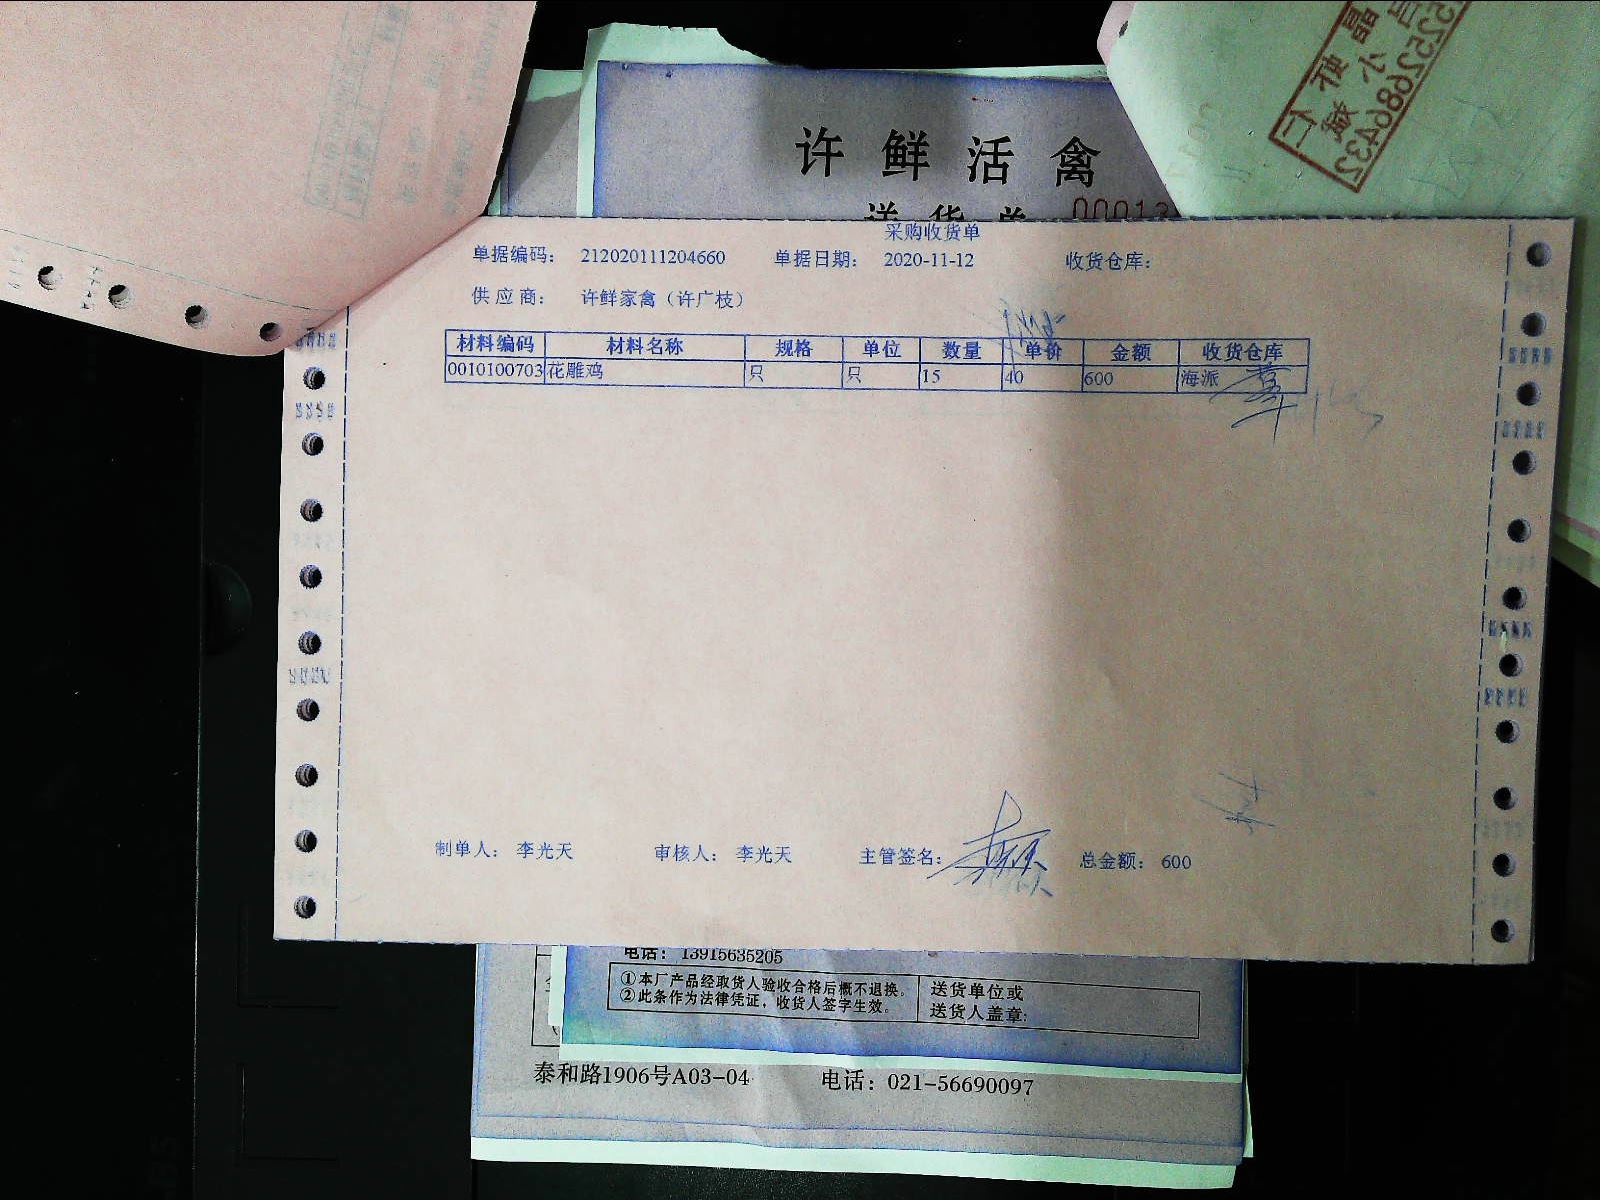 许鲜活禽
送货单 00013
采购收货单
单据编码： 212020111204660 单据日期： 2020-11-12 收货仓库：
供应商： 许鲜家禽（许广枝）
材料编码 材料名称 规格 单位 数量 单价 金额 收货仓库
0010100703 花雕鸡 只 只 15 40 600 海派
制单人： 李光天 审核人： 李光天 主管签名： 总金额： 600
电话： 13915635205
①本厂产品经取货人验收合格后概不退换。 送货单位或
②此条作为法律凭证，收货人签字生效。 送货人盖章：
泰和路1906号A03-04 电话：021-56690097